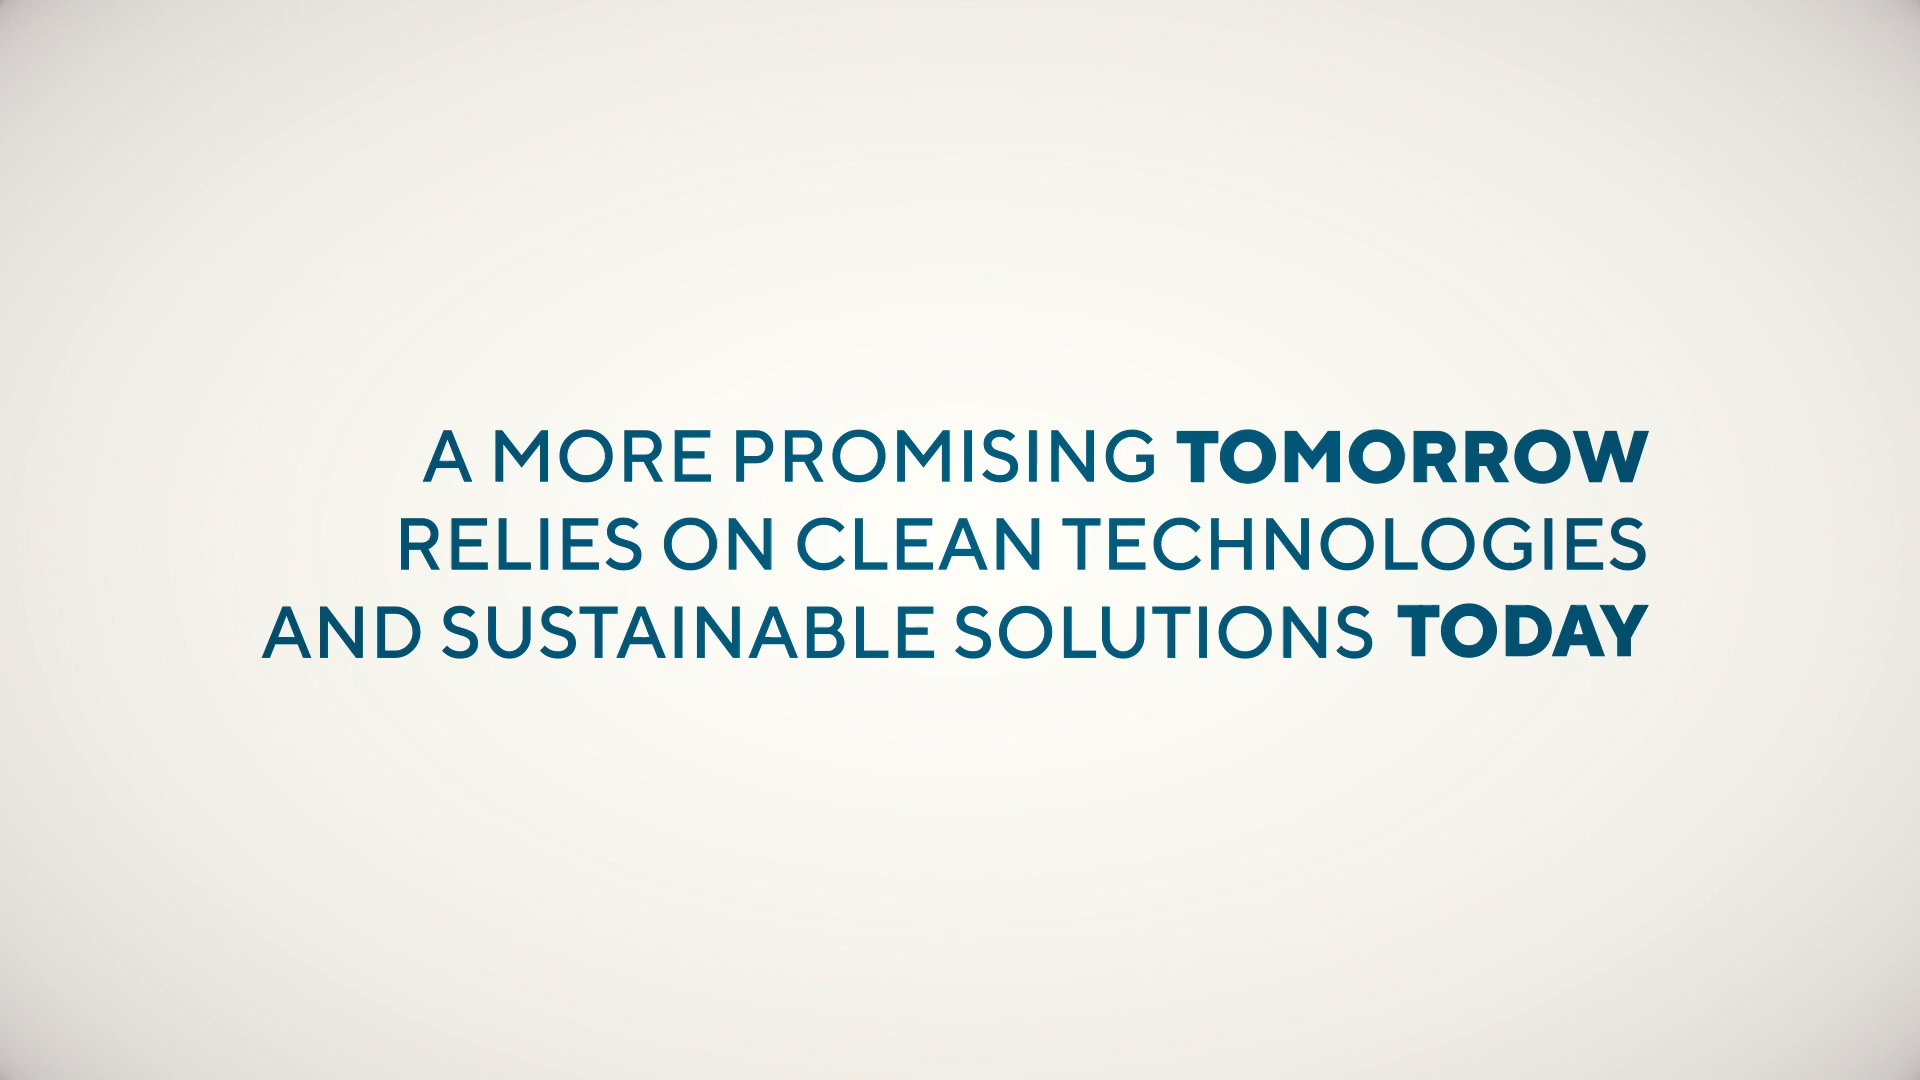 A MORE PROMISING TOMORROW
RELIES ON CLEAN TECHNOLOGIES
AND SUSTAINABLE SOLUTIONS TODAY